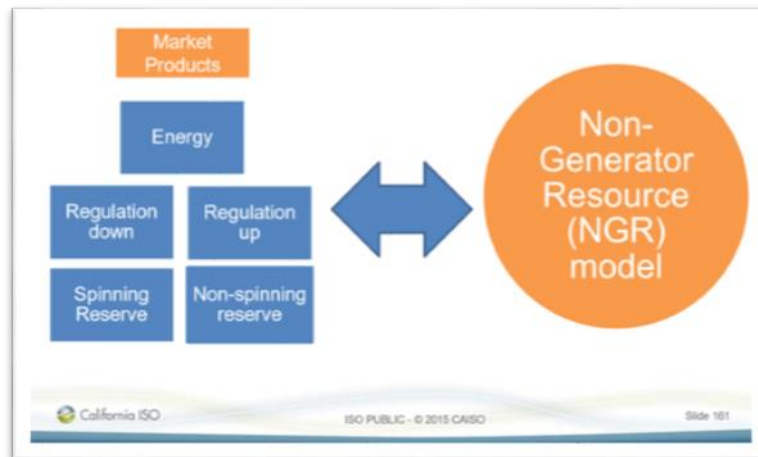 Market
Products
Energy
Regulation
down
Regulation
up
Spinning
Reserve
Non-spinning
reserve
Non-
Generator
Resource
(NGR)
model
California ISO
ISO PUBLIC - © 2015 CAISO
Slide 161